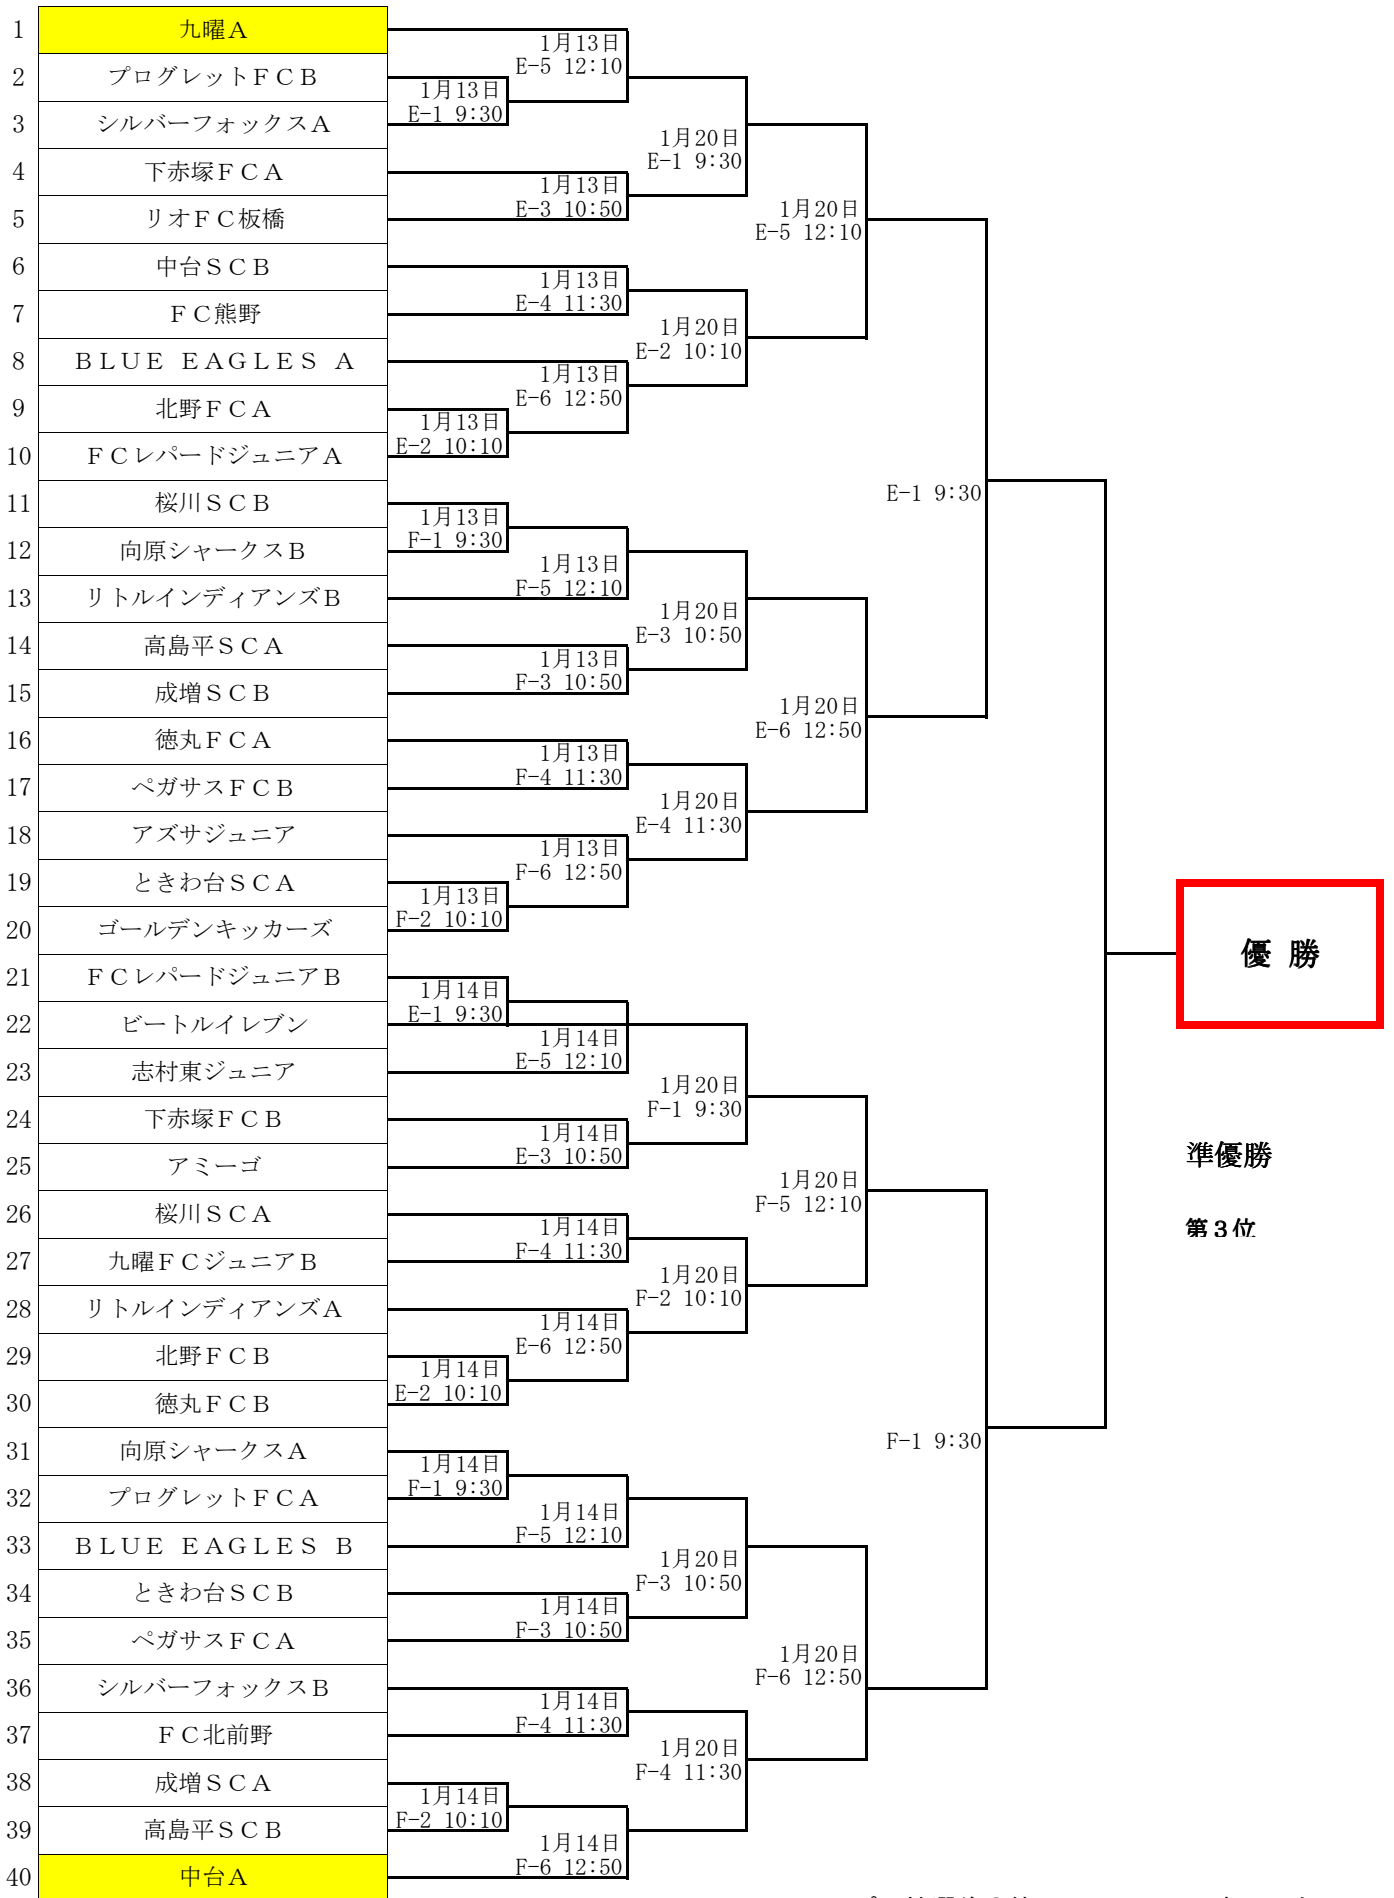 1 九曜A
2 プログレットＦＣＢ
3 シルバーフォックスＡ
4 下赤塚ＦＣＡ
5 リオＦＣ板橋
6 中台ＳＣＢ
7 ＦＣ熊野
8 ＢＬＵＥ ＥＡＧＬＥＳ Ａ
9 北野ＦＣＡ
10 ＦＣレパードジュニアＡ
11 桜川ＳＣＢ
12 向原シャークスＢ
13 リトルインディアンズＢ
14 高島平ＳＣＡ
15 成増ＳＣＢ
16 徳丸ＦＣＡ
17 ペガサスＦＣＢ
18 アズサジュニア
19 ときわ台ＳＣＡ
20 ゴールデンキッカーズ
21 ＦＣレパードジュニアＢ
22 ビートルイレブン
23 志村東ジュニア
24 下赤塚ＦＣＢ
25 アミーゴ
26 桜川ＳＣＡ
27 九曜ＦＣジュニアＢ
28 リトルインディアンズＡ
29 北野ＦＣＢ
30 徳丸ＦＣＢ
31 向原シャークスＡ
32 プログレットＦＣＡ
33 ＢＬＵＥ ＥＡＧＬＥＳ Ｂ
34 ときわ台ＳＣＢ
35 ペガサスＦＣＡ
36 シルバーフォックスＢ
37 ＦＣ北前野
38 成増ＳＣＡ
39 高島平ＳＣＢ
40 中台Ａ
1月13日
E-1 9:30
1月13日
E-2 10:10
1月13日
F-1 9:30
1月13日
F-2 10:10
1月14日
E-1 9:30
1月14日
E-2 10:10
1月14日
F-1 9:30
1月14日
F-2 10:10
1月13日
E-5 12:10
1月13日
E-3 10:50
1月13日
E-4 11:30
1月13日
E-6 12:50
1月13日
F-5 12:10
1月13日
F-3 10:50
1月13日
F-4 11:30
1月13日
F-6 12:50
1月14日
E-5 12:10
1月14日
E-3 10:50
1月14日
F-4 11:30
1月14日
E-6 12:50
1月14日
F-5 12:10
1月14日
F-3 10:50
1月14日
F-4 11:30
1月14日
F-6 12:50
1月20日
E-1 9:30
1月20日
E-2 10:10
1月20日
E-3 10:50
1月20日
E-4 11:30
1月20日
F-1 9:30
1月20日
F-2 10:10
1月20日
F-3 10:50
1月20日
F-4 11:30
1月20日
E-5 12:10
1月20日
E-6 12:50
1月20日
F-5 12:10
1月20日
F-6 12:50
E-1 9:30
F-1 9:30
優 勝
準優勝
第３位